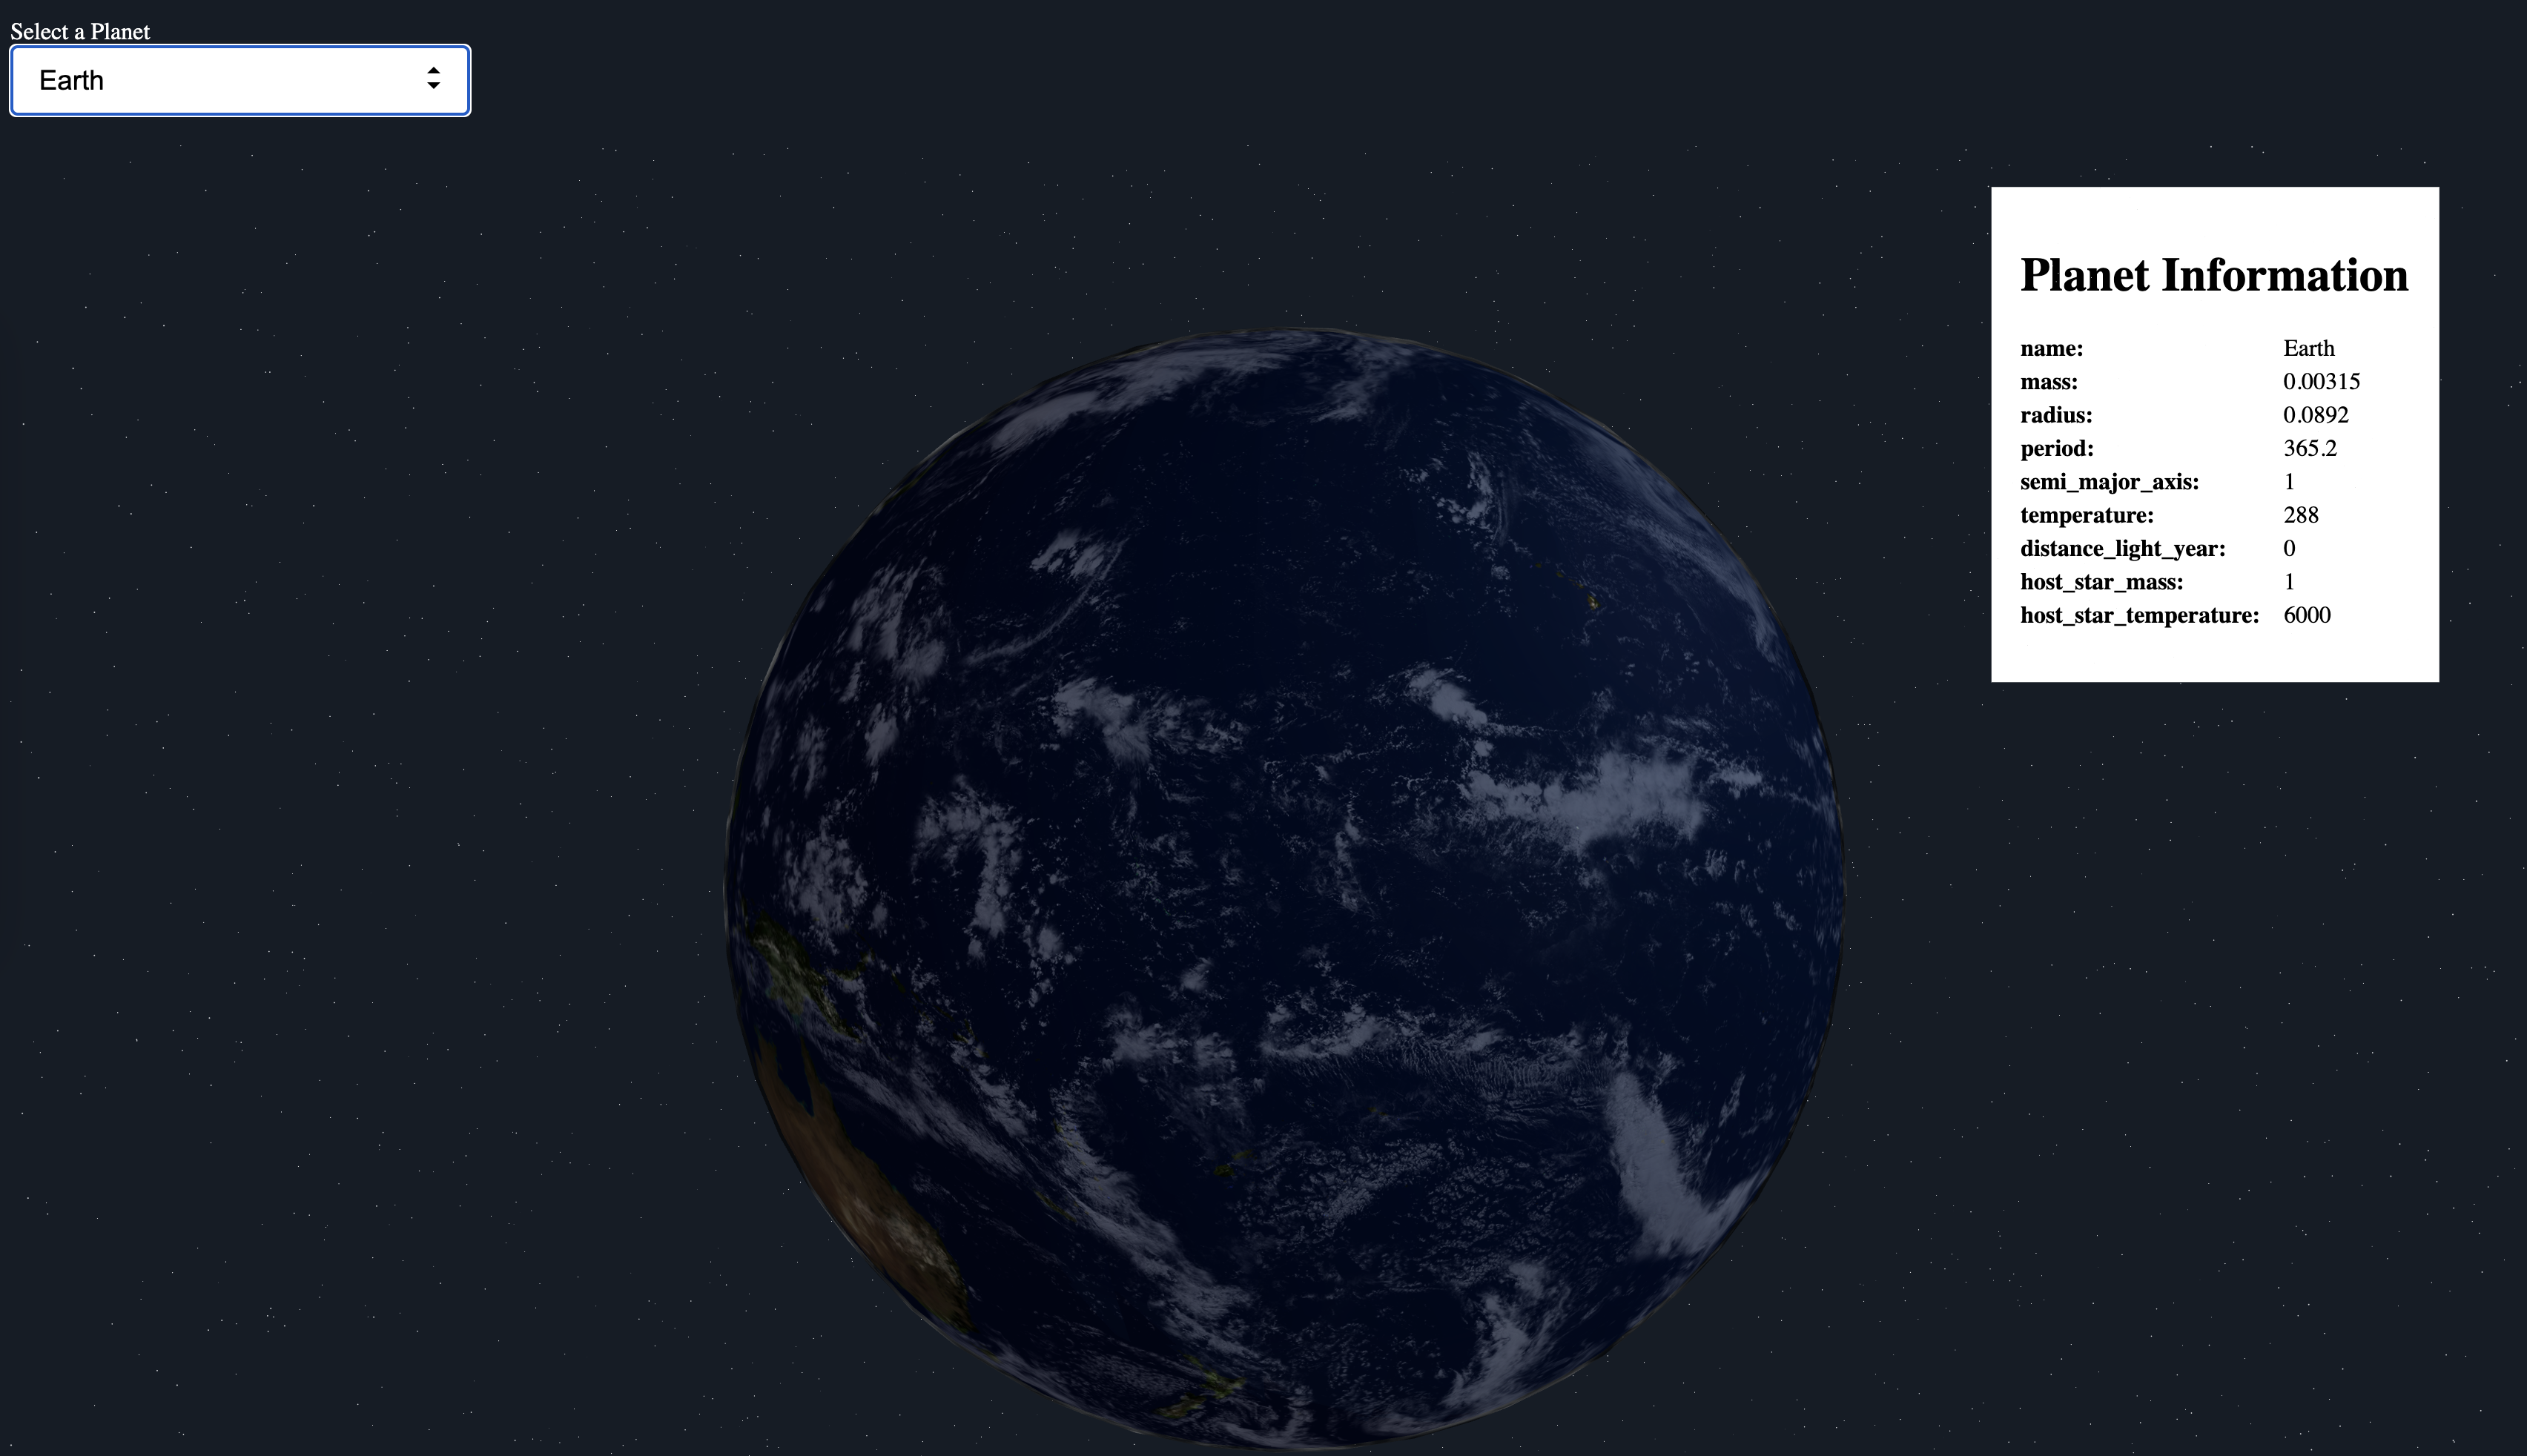 Select a Planet
Earth
Planet Information
name: Earth
mass: 0.00315
radius: 0.0892
period: 365.2
semi_major_axis: 1
temperature: 288
distance_light_year: 0
host_star_mass: 1
host_star_temperature: 6000